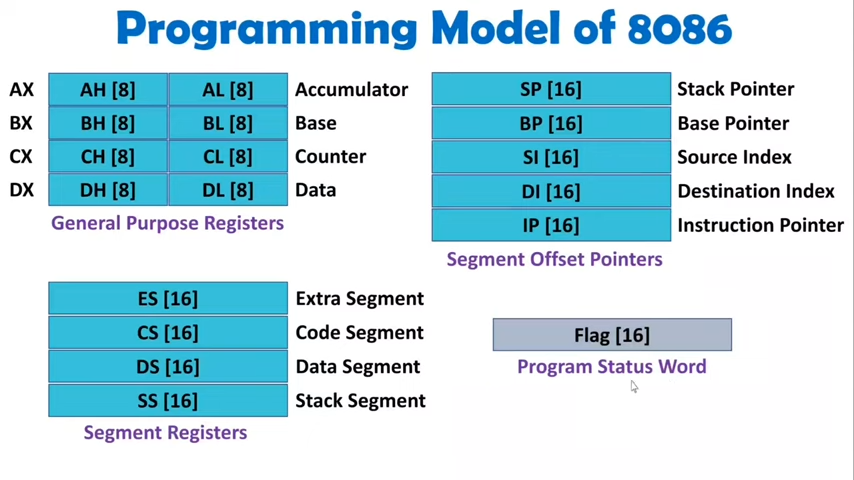 Programming Model of 8086
AX AH [8] AL [8] Accumulator
BX BH [8] BL [8] Base
CX CH [8] CL [8] Counter
DX DH [8] DL [8] Data
General Purpose Registers
SP [16] Stack Pointer
BP [16] Base Pointer
SI [16] Source Index
DI [16] Destination Index
IP [16] Instruction Pointer
Segment Offset Pointers
ES [16] Extra Segment
CS [16] Code Segment
DS [16] Data Segment
SS [16] Stack Segment
Segment Registers
Flag [16]
Program Status Word